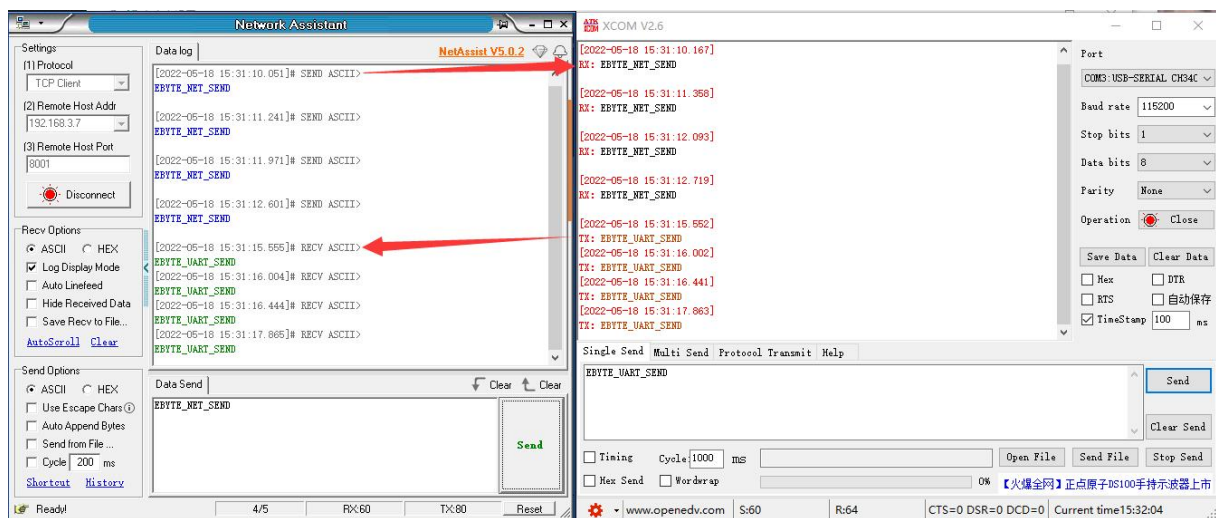 Network Assistant
Settings
(1) Protocol
TCP Client
(2) Remote Host Addr
192.168.3.7
(3) Remote Host Port
8001
Disconnect
Recv Options
ASCII HEX
Log Display Mode
Auto Linefeed
Hide Received Data
Save Recv to File...
AutoScroll Clear
Send Options
ASCII HEX
Use Escape Chars
Auto Append Bytes
Send from File ...
Cycle 200 ms
Shortcut History
Data log NetAssist V5.0.2
[2022-05-18 15:31:10.051]# SEND ASCII>
EBYTE_NET_SEND
[2022-05-18 15:31:11.241]# SEND ASCII>
EBYTE_NET_SEND
[2022-05-18 15:31:11.971]# SEND ASCII>
EBYTE_NET_SEND
[2022-05-18 15:31:12.601]# SEND ASCII>
EBYTE_NET_SEND
[2022-05-18 15:31:15.555]# RECV ASCII>
EBYTE_UART_SEND
[2022-05-18 15:31:16.004]# RECV ASCII>
EBYTE_UART_SEND
[2022-05-18 15:31:16.444]# RECV ASCII>
EBYTE_UART_SEND
[2022-05-18 15:31:17.865]# RECV ASCII>
EBYTE_UART_SEND
Data Send Clear Clear
EBYTE_NET_SEND
Send
Ready! 4/5 RX:60 TX:80 Reset
XCOM V2.6
[2022-05-18 15:31:10.167]
RX: EBYTE_NET_SEND
[2022-05-18 15:31:11.358]
RX: EBYTE_NET_SEND
[2022-05-18 15:31:12.093]
RX: EBYTE_NET_SEND
[2022-05-18 15:31:12.719]
RX: EBYTE_NET_SEND
[2022-05-18 15:31:15.552]
TX: EBYTE_UART_SEND
[2022-05-18 15:31:16.002]
TX: EBYTE_UART_SEND
[2022-05-18 15:31:16.441]
TX: EBYTE_UART_SEND
[2022-05-18 15:31:17.863]
TX: EBYTE_UART_SEND
Port
COM3:USB-SERIAL CH34C
Baud rate 115200
Stop bits 1
Data bits 8
Parity None
Operation Close
Save Data Clear Data
Hex DTR
RTS 自动保存
TimeStamp 100 ms
Single Send Multi Send Protocol Transmit Help
EBYTE_UART_SEND
Send
Clear Send
Timing Cycle: 1000 ms Open File Send File Stop Send
Hex Send Wordwrap 0% 【火爆全网】正点原子DS100手持示波器上市
www.openedv.com S:60 R:64 CTS=0 DSR=0 DCD=0 Current time15:32:04